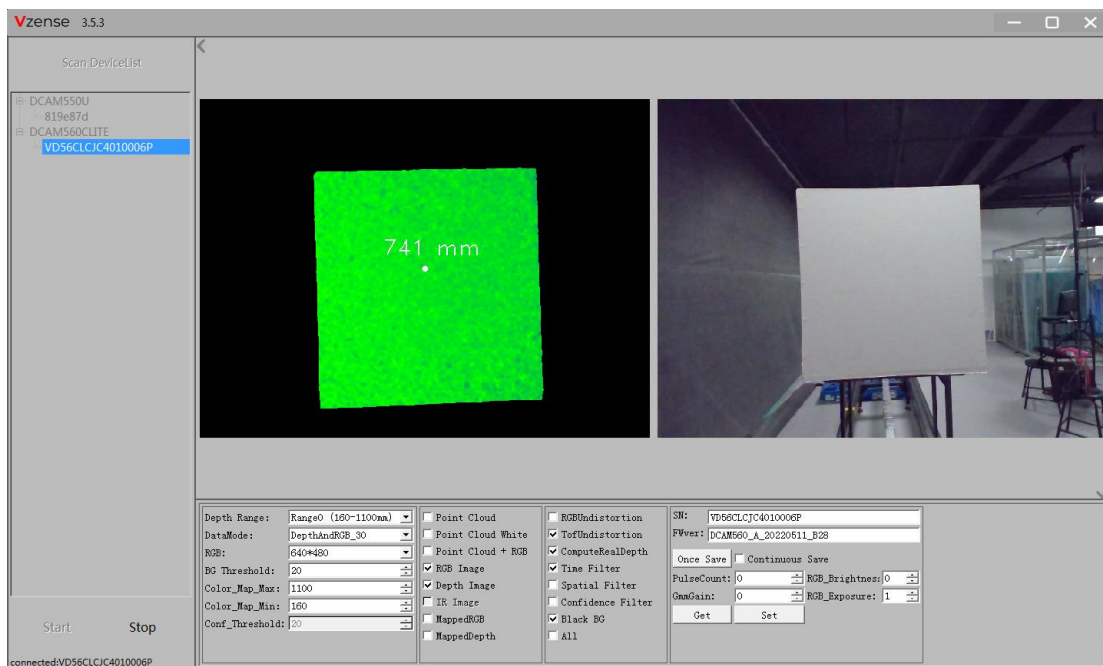 Vzense 3.5.3
Scan DeviceList
DCAM550U
819e87d
DCAM560CLITE
VD56CLCJC4010006P
741 mm
Start Stop
connected:VD56CLCJC4010006P
Depth Range: Range0 (160-1100mm)
DataMode: DepthAndRGB_30
RGB: 640*480
BG Threshold: 20
Color_Map_Max: 1100
Color_Map_Min: 160
Conf_Threshold: 20
Point Cloud
Point Cloud White
Point Cloud + RGB
RGB Image
Depth Image
IR Image
MappedRGB
MappedDepth
RGBUndistortion
TofUndistortion
ComputeRealDepth
Time Filter
Spatial Filter
Confidence Filter
Black BG
All
SN: VD56CLCJC4010006P
FWver: DCAM560_A_20220511_B28
Once Save Continuous Save
PulseCount: 0 RGB_Brightnes: 0
GmmGain: 0 RGB_Exposure: 1
Get Set